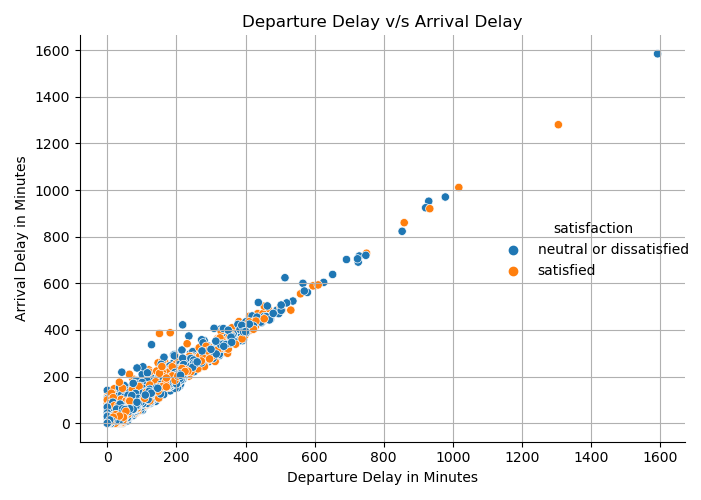 Departure Delay v/s Arrival Delay
1600
1400
1200
1000
800
600
400
200
0
Arrival Delay in Minutes
satisfaction
neutral or dissatisfied
satisfied
0 200 400 600 800 1000 1200 1400 1600
Departure Delay in Minutes